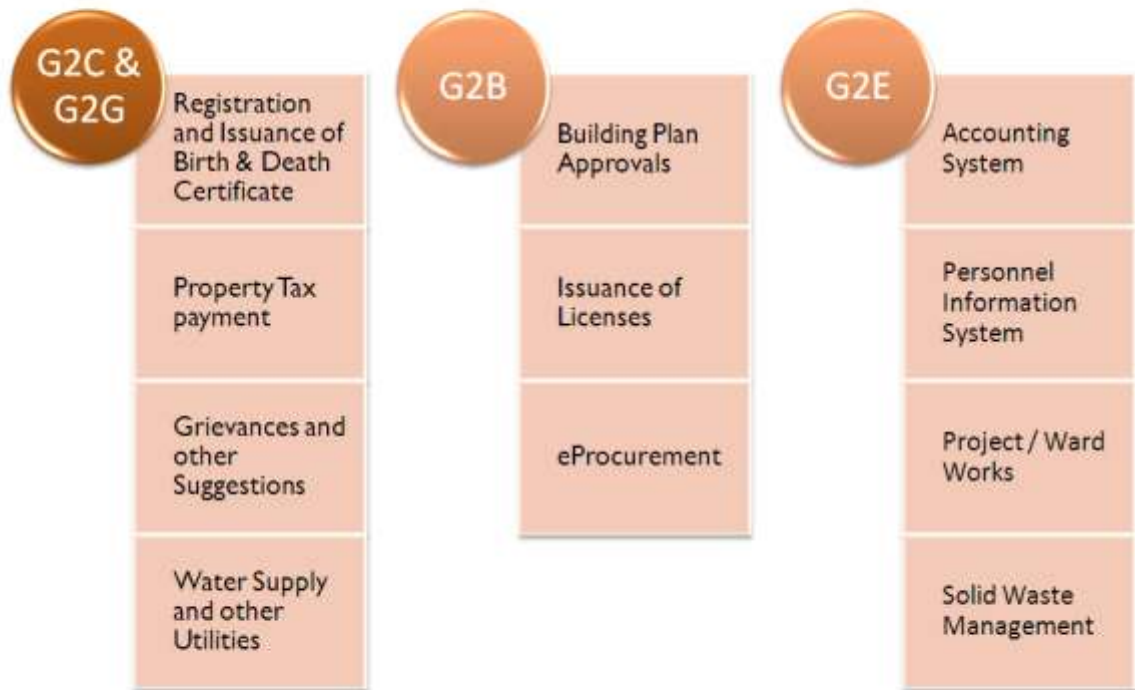 G2C &
G2G
Registration
and Issuance of
Birth & Death
Certificate
Property Tax
payment
Grievances and
other
Suggestions
Water Supply
and other
Utilities
G2B
Building Plan
Approvals
Issuance of
Licenses
eProcurement
G2E
Accounting
System
Personnel
Information
System
Project / Ward
Works
Solid Waste
Management